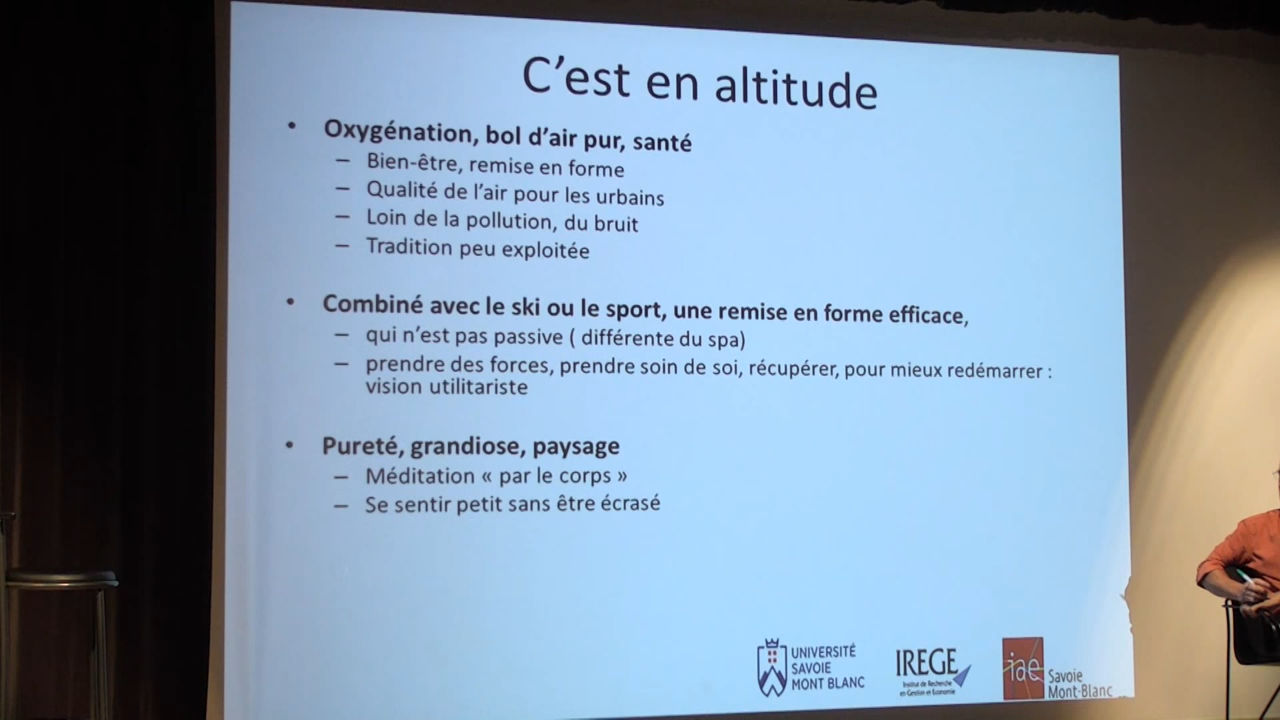 C'est en altitude
• Oxygénation, bol d'air pur, santé
– Bien-être, remise en forme
– Qualité de l'air pour les urbains
– Loin de la pollution, du bruit
– Tradition peu exploitée
• Combiné avec le ski ou le sport, une remise en forme efficace,
– qui n'est pas passive ( différente du spa)
– prendre des forces, prendre soin de soi, récupérer, pour mieux redémarrer :
vision utilitariste
• Pureté, grandiose, paysage
– Méditation « par le corps »
– Se sentir petit sans être écrasé
UNIVERSITÉ
SAVOIE
MONT BLANC
IREGE
Institut de Recherche
en Gestion et Economie
iae
Savoie
Mont-Blanc